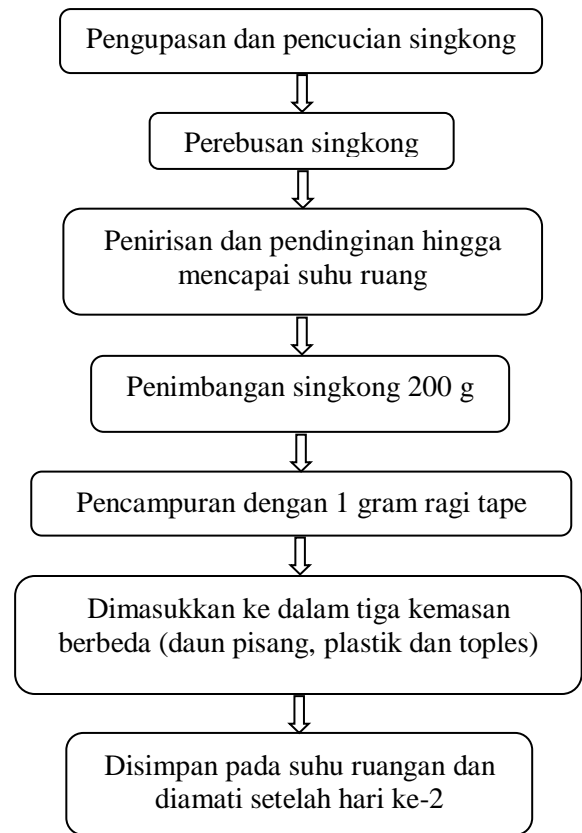 Pengupasan dan pencucian singkong
Perebusan singkong
Penirisan dan pendinginan hingga
mencapai suhu ruang
Penimbangan singkong 200 g
Pencampuran dengan 1 gram ragi tape
Dimasukkan ke dalam tiga kemasan
berbeda (daun pisang, plastik dan toples)
Disimpan pada suhu ruangan dan
diamati setelah hari ke-2